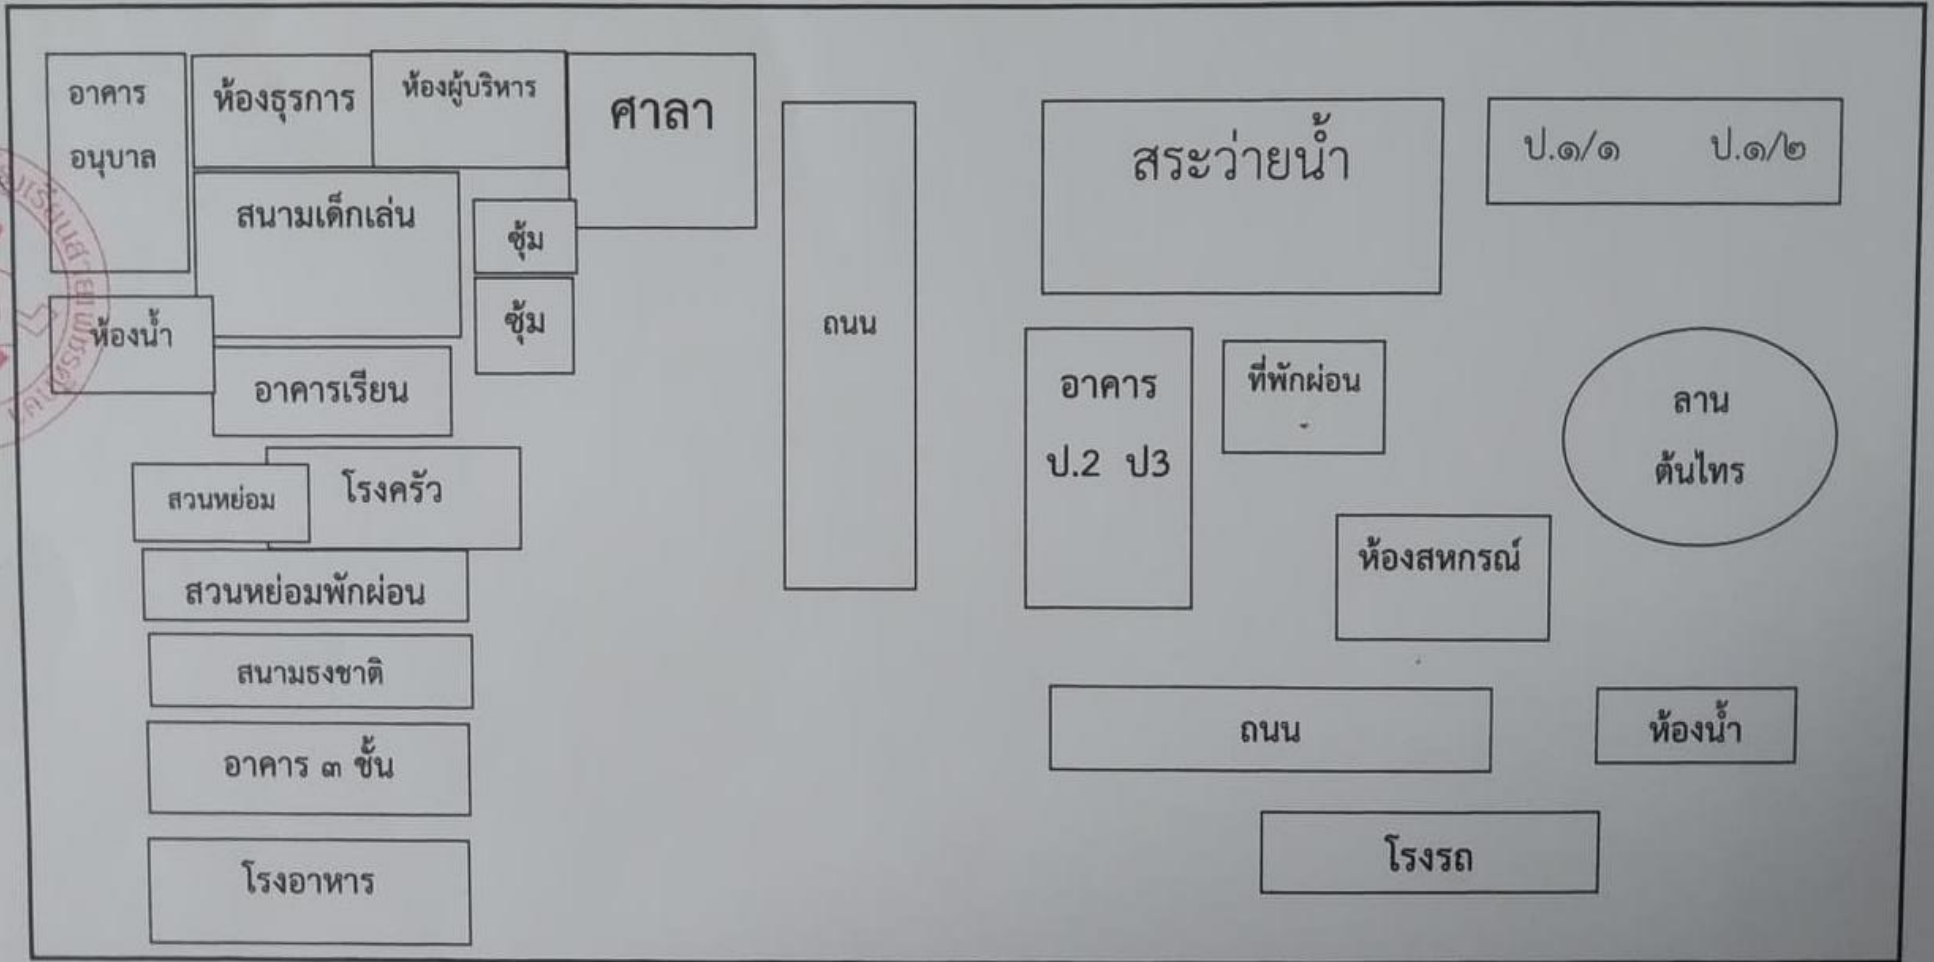 อาคาร
อนุบาล
ห้องธุรการ
ห้องผู้บริหาร
ศาลา
สนามเด็กเล่น
ซุ้ม
ซุ้ม
ห้องน้ำ
อาคารเรียน
สวนหย่อม
โรงครัว
สวนหย่อมพักผ่อน
สนามธงชาติ
อาคาร ๓ ชั้น
โรงอาหาร
ถนน
สระว่ายน้ำ
ป.๑/๑ ป.๑/๒
อาคาร
ป.2 ป3
ที่พักผ่อน
ลาน
ต้นไทร
ห้องสหกรณ์
ถนน
ห้องน้ำ
โรงรถ